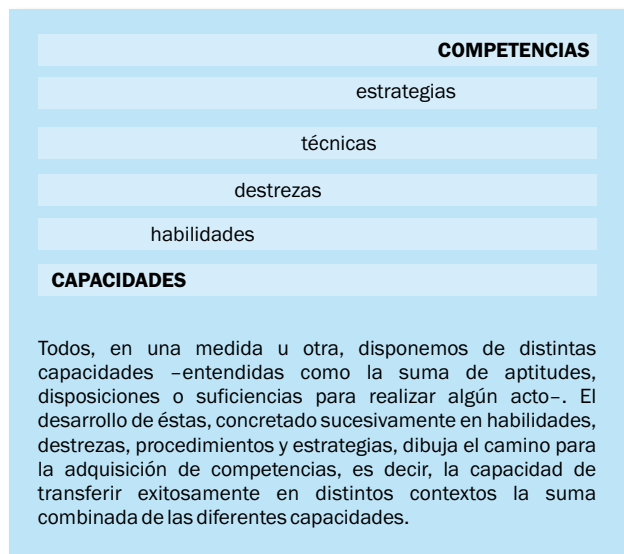 COMPETENCIAS
estrategias
técnicas
destrezas
habilidades
CAPACIDADES
Todos, en una medida u otra, disponemos de distintas
capacidades –entendidas como la suma de aptitudes,
disposiciones o suficiencias para realizar algún acto–. El
desarrollo de éstas, concretado sucesivamente en habilidades,
destrezas, procedimientos y estrategias, dibuja el camino para
la adquisición de competencias, es decir, la capacidad de
transferir exitosamente en distintos contextos la suma
combinada de las diferentes capacidades.